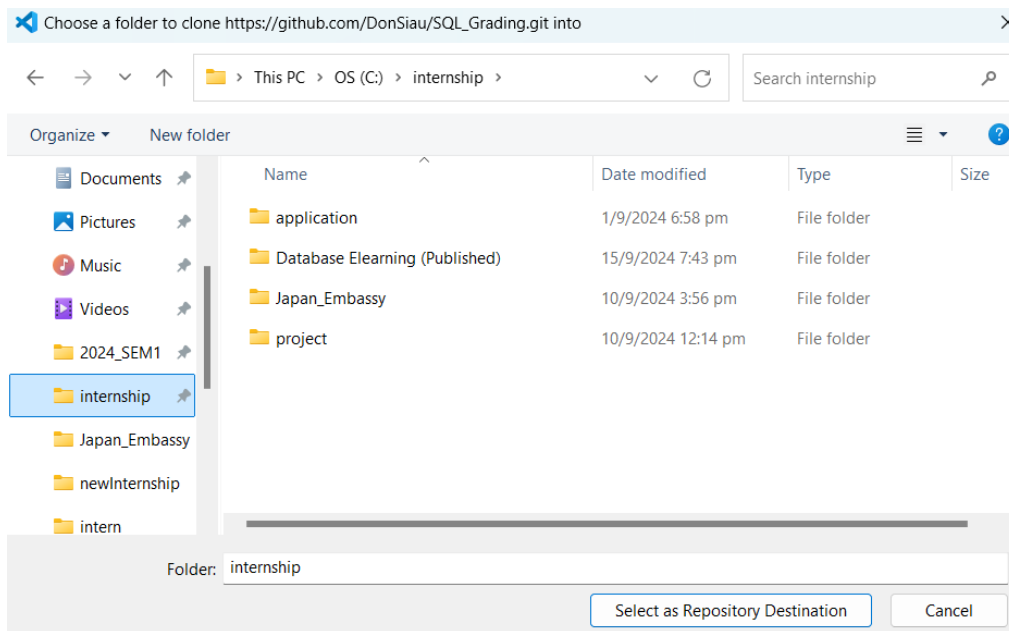 Choose a folder to clone https://github.com/DonSiau/SQL_Grading.git into
This PC > OS (C:) > internship >
Search internship
Organize
New folder
Name
Date modified
Type
Size
Documents
Pictures
Music
Videos
2024_SEM1
internship
Japan_Embassy
newInternship
intern
application 1/9/2024 6:58 pm File folder
Database Elearning (Published) 15/9/2024 7:43 pm File folder
Japan_Embassy 10/9/2024 3:56 pm File folder
project 10/9/2024 12:14 pm File folder
Folder: internship
Select as Repository Destination
Cancel